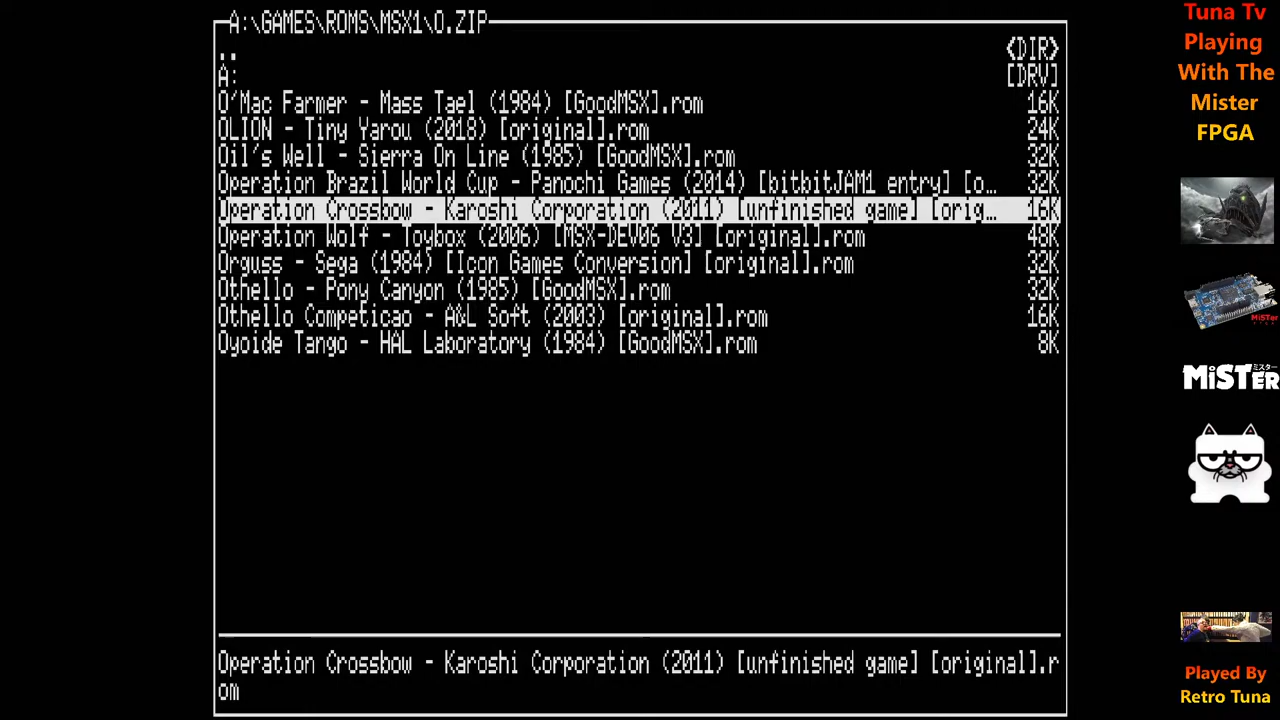 A:\GAMES\ROMS\MSX1\O.ZIP
.. <DIR>
A: [DRV]
O'Mac Farmer - Mass Tael (1984) [GoodMSX].rom 16K
OLION - Tiny Yarou (2018) [original].rom 24K
Oil's Well - Sierra On Line (1985) [GoodMSX].rom 32K
Operation Brazil World Cup - Panochi Games (2014) [bitbitJAM1 entry] [o... 32K
Operation Crossbow - Karoshi Corporation (2011) [unfinished game] [orig... 16K
Operation Wolf - Toybox (2006) [MSX-DEV06 V3] [original].rom 48K
Orguss - Sega (1984) [Icon Games Conversion] [original].rom 32K
Othello - Pony Canyon (1985) [GoodMSX].rom 32K
Othello Competicao - A&L Soft (2003) [original].rom 16K
Oyoide Tango - HAL Laboratory (1984) [GoodMSX].rom 8K
Operation Crossbow - Karoshi Corporation (2011) [unfinished game] [original].r
om
Tuna Tv
Playing
With The
Mister
FPGA
MiSTer
MiSTER
ミスター
Played By
Retro Tuna